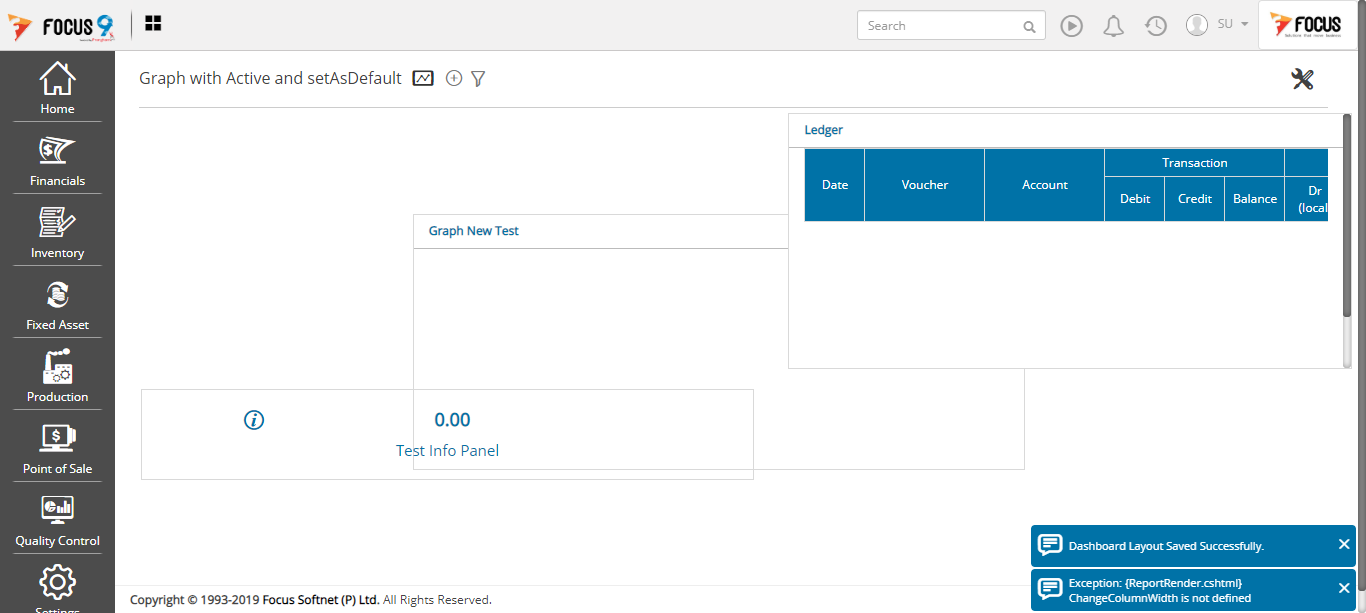 FOCUS 9
Search
SU
FOCUS
Home
Financials
Inventory
Fixed Asset
Production
Point of Sale
Quality Control
Settings
Graph with Active and setAsDefault
Ledger
Date
Voucher
Account
Transaction
Debit
Credit
Balance
Dr
(local
Graph New Test
0.00
Test Info Panel
Dashboard Layout Saved Successfully.
Exception: {ReportRender.cshtml}
ChangeColumnWidth is not defined
Copyright © 1993-2019 Focus Softnet (P) Ltd. All Rights Reserved.